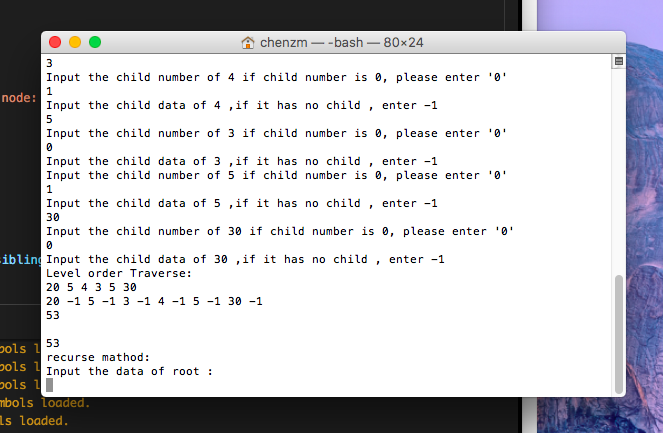 chenzm — -bash — 80×24
3
Input the child number of 4 if child number is 0, please enter '0'
1
Input the child data of 4 ,if it has no child , enter -1
5
Input the child number of 3 if child number is 0, please enter '0'
0
Input the child data of 3 ,if it has no child , enter -1
Input the child number of 5 if child number is 0, please enter '0'
1
Input the child data of 5 ,if it has no child , enter -1
30
Input the child number of 30 if child number is 0, please enter '0'
0
Input the child data of 30 ,if it has no child , enter -1
Level order Traverse:
20 5 4 3 5 30
20 -1 5 -1 3 -1 4 -1 5 -1 30 -1
53
53
recurse mathod:
Input the data of root :
node:
sibling
bols l
bols l
bols l
mbols loaded.
ls loaded.